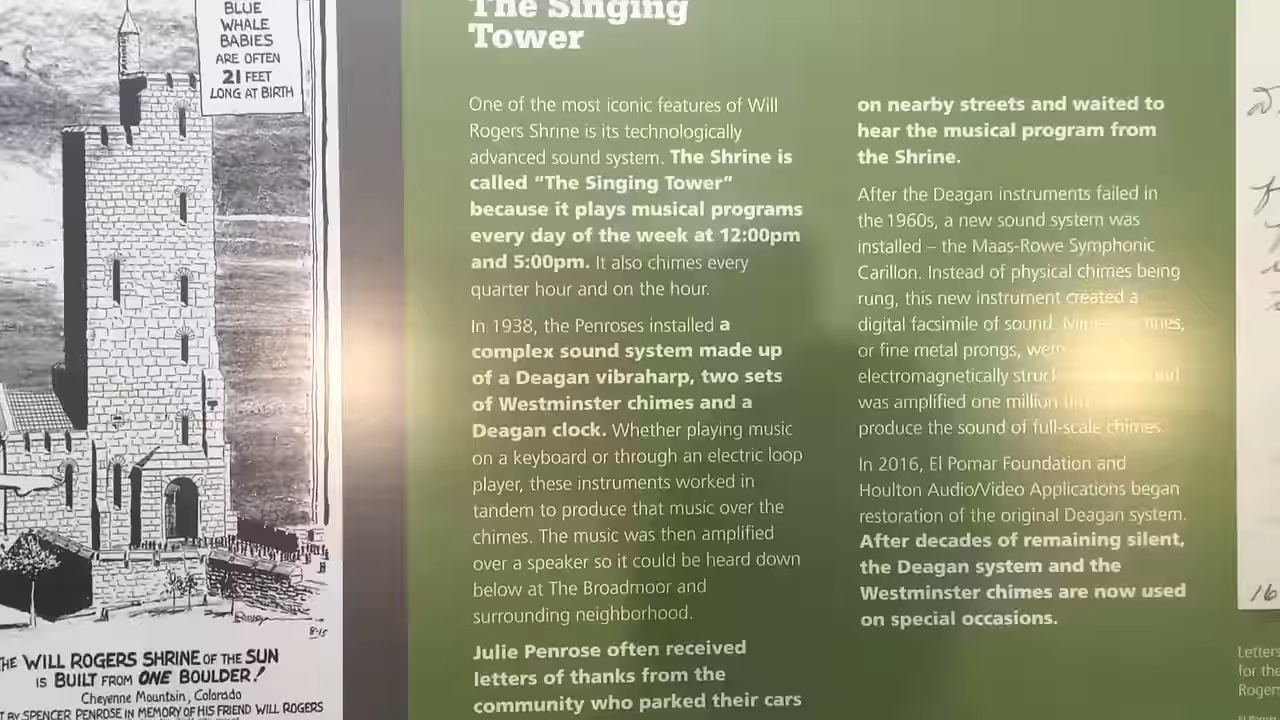 BLUE
WHALE
BABIES
ARE OFTEN
21 FEET
LONG AT BIRTH
8-15
THE WILL ROGERS SHRINE OF THE SUN
IS BUILT FROM ONE BOULDER!
Cheyenne Mountain, Colorado
BY SPENCER PENROSE IN MEMORY OF HIS FRIEND WILL ROGERS
The Singing
Tower
One of the most iconic features of Will
Rogers Shrine is its technologically
advanced sound system. The Shrine is
called “The Singing Tower”
because it plays musical programs
every day of the week at 12:00pm
and 5:00pm. It also chimes every
quarter hour and on the hour.
In 1938, the Penroses installed a
complex sound system made up
of a Deagan vibraharp, two sets
of Westminster chimes and a
Deagan clock. Whether playing music
on a keyboard or through an electric loop
player, these instruments worked in
tandem to produce that music over the
chimes. The music was then amplified
over a speaker so it could be heard down
below at The Broadmoor and
surrounding neighborhood.
Julie Penrose often received
letters of thanks from the
community who parked their cars
on nearby streets and waited to
hear the musical program from
the Shrine.
After the Deagan instruments failed in
the 1960s, a new sound system was
installed – the Maas-Rowe Symphonic
Carillon. Instead of physical chimes being
rung, this new instrument created a
digital facsimile of sound.
or fine metal prongs, were
electromagnetically struck
was amplified one million
produce the sound of full-scale chimes.
In 2016, El Pomar Foundation and
Houlton Audio/Video Applications began
restoration of the original Deagan system.
After decades of remaining silent,
the Deagan system and the
Westminster chimes are now used
on special occasions.
16
Letters
for the
Rogers